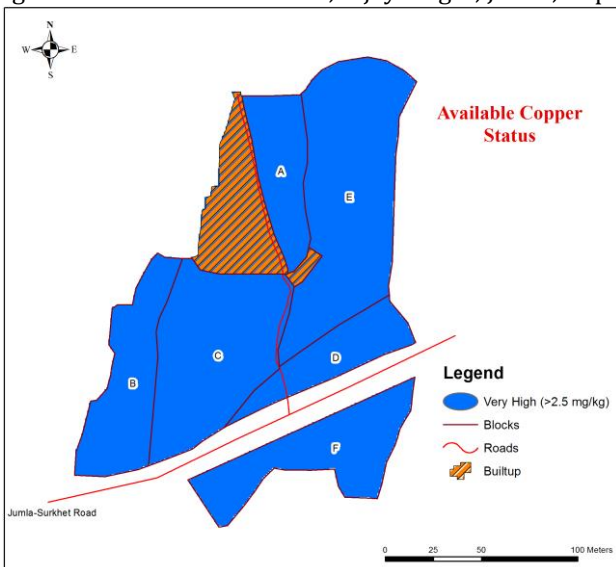 N
W E
S
Available Copper
Status
A
E
C
D
B
F
Legend
Very High (>2.5 mg/kg)
Blocks
Roads
Builtup
Jumla-Surkhet Road
0 25 50 100 Meters